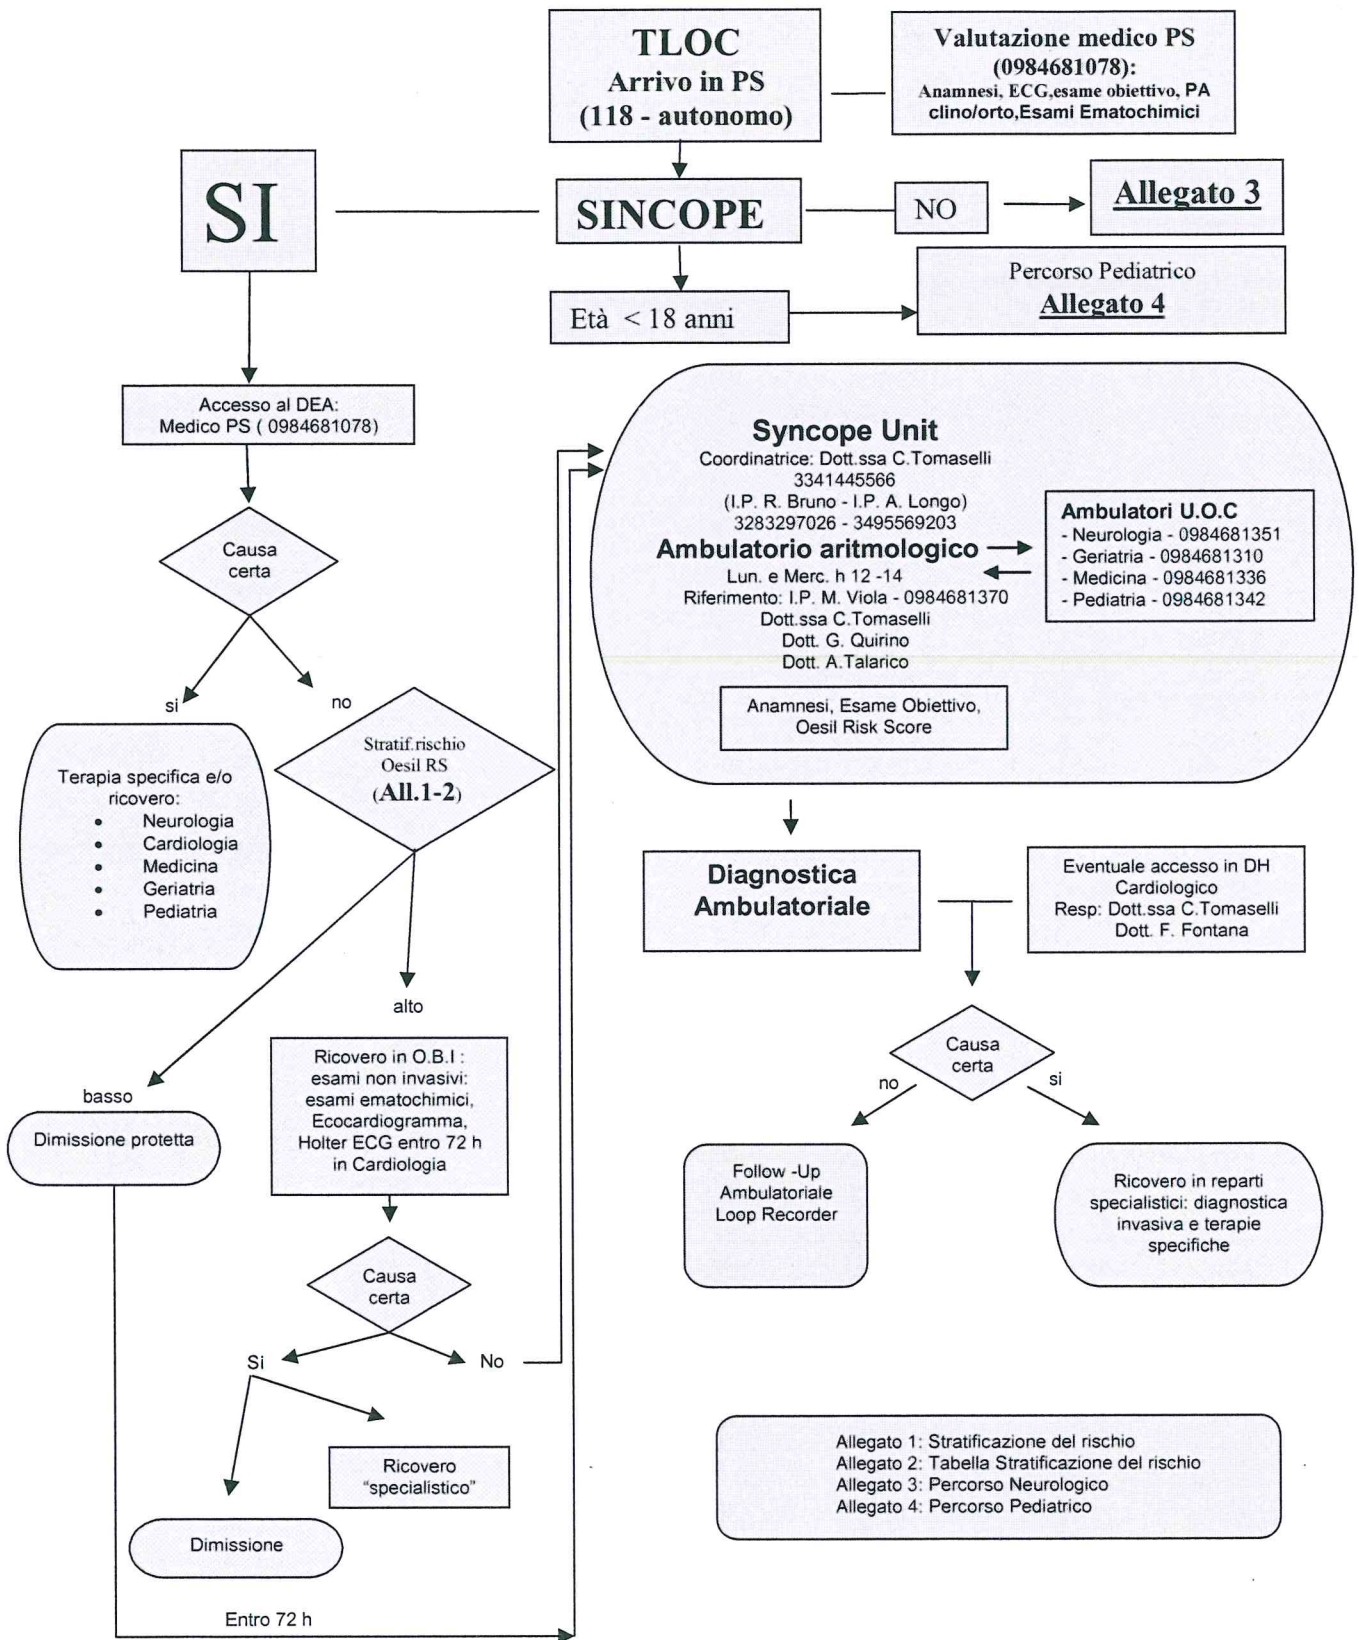 TLOC
Arrivo in PS
(118 - autonomo)
Valutazione medico PS
(0984681078):
Anamnesi, ECG,esame obiettivo, PA
clino/orto,Esami Ematochimici
SI
SINCOPE
NO
Allegato 3
Età < 18 anni
Percorso Pediatrico
Allegato 4
Accesso al DEA:
Medico PS ( 0984681078)
Causa
certa
si
no
Terapia specifica e/o
ricovero:
• Neurologia
• Cardiologia
• Medicina
• Geriatria
• Pediatria
Stratif.rischio
Oesil RS
(All.1-2)
basso
Dimissione protetta
alto
Ricovero in O.B.I :
esami non invasivi:
esami ematochimici,
Ecocardiogramma,
Holter ECG entro 72 h
in Cardiologia
Causa
certa
Si
No
Ricovero
“specialistico”
Dimissione
Entro 72 h
Syncope Unit
Coordinatrice: Dott.ssa C.Tomaselli
3341445566
(I.P. R. Bruno - I.P. A. Longo)
3283297026 - 3495569203
Ambulatorio aritmologico
Lun. e Merc. h 12 -14
Riferimento: I.P. M. Viola - 0984681370
Dott.ssa C.Tomaselli
Dott. G. Quirino
Dott. A.Talarico
Anamnesi, Esame Obiettivo,
Oesil Risk Score
Ambulatori U.O.C
- Neurologia - 0984681351
- Geriatria - 0984681310
- Medicina - 0984681336
- Pediatria - 0984681342
Diagnostica
Ambulatoriale
Eventuale accesso in DH
Cardiologico
Resp: Dott.ssa C.Tomaselli
Dott. F. Fontana
Causa
certa
no
si
Follow -Up
Ambulatoriale
Loop Recorder
Ricovero in reparti
specialistici: diagnostica
invasiva e terapie
specifiche
Allegato 1: Stratificazione del rischio
Allegato 2: Tabella Stratificazione del rischio
Allegato 3: Percorso Neurologico
Allegato 4: Percorso Pediatrico